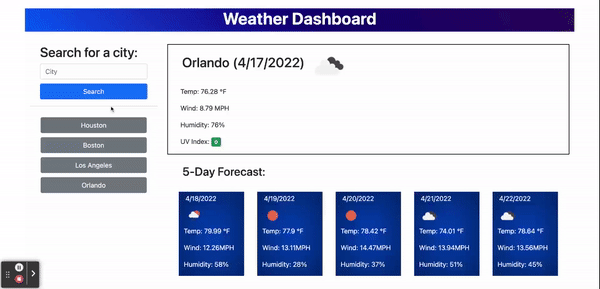 Weather Dashboard
Search for a city:
City
Search
Houston
Boston
Los Angeles
Orlando
Orlando (4/17/2022)
Temp: 76.28 °F
Wind: 8.79 MPH
Humidity: 76%
UV Index: 0
5-Day Forecast:
4/18/2022
Temp: 79.99 °F
Wind: 12.26MPH
Humidity: 58%
4/19/2022
Temp: 77.9 °F
Wind: 13.11MPH
Humidity: 28%
4/20/2022
Temp: 78.42 °F
Wind: 14.47MPH
Humidity: 37%
4/21/2022
Temp: 74.01 °F
Wind: 13.94MPH
Humidity: 51%
4/22/2022
Temp: 78.64 °F
Wind: 13.56MPH
Humidity: 45%